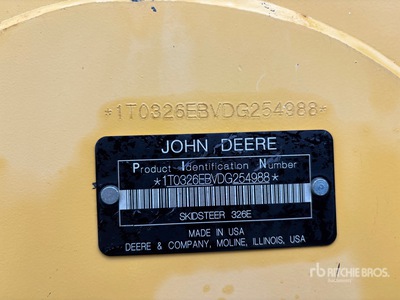 *1T0326EBVDG254988*
JOHN DEERE
Product Identification Number
*1T0326EBVDG254988*
SKIDSTEER 326E
MADE IN USA
DEERE & COMPANY, MOLINE, ILLINOIS, USA
rb RITCHIE BROS.